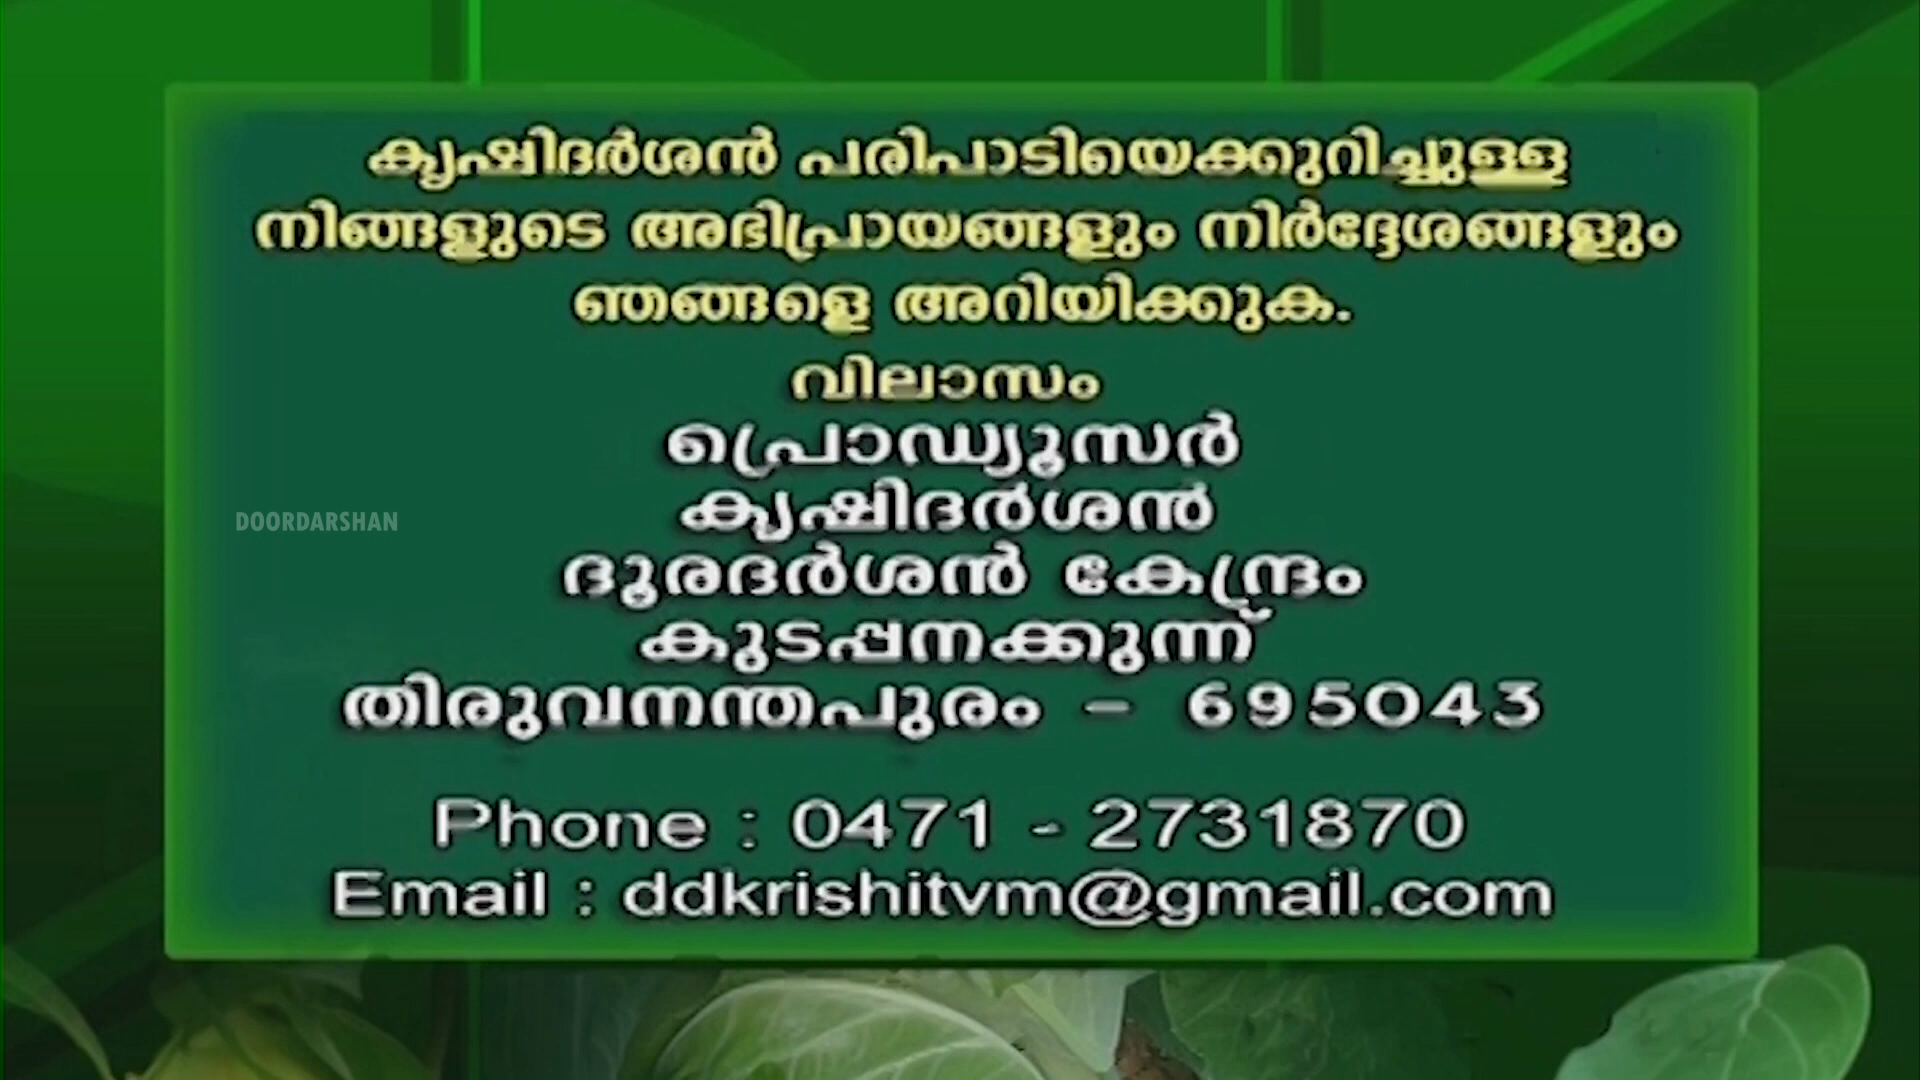 കൃഷിദർശൻ പരിപാടിയെക്കുറിച്ചുള്ള
നിങ്ങളുടെ അഭിപ്രായങ്ങളും നിർദ്ദേശങ്ങളും
ഞങ്ങളെ അറിയിക്കുക.
വിലാസം
പ്രൊഡ്യൂസർ
കൃഷിദർശൻ
DOORDARSHAN
ദൂരദർശൻ കേന്ദ്രം
കുടപ്പനക്കുന്ന്
തിരുവനന്തപുരം - 695043
Phone : 0471 - 2731870
Email : ddkrishitvm@gmail.com